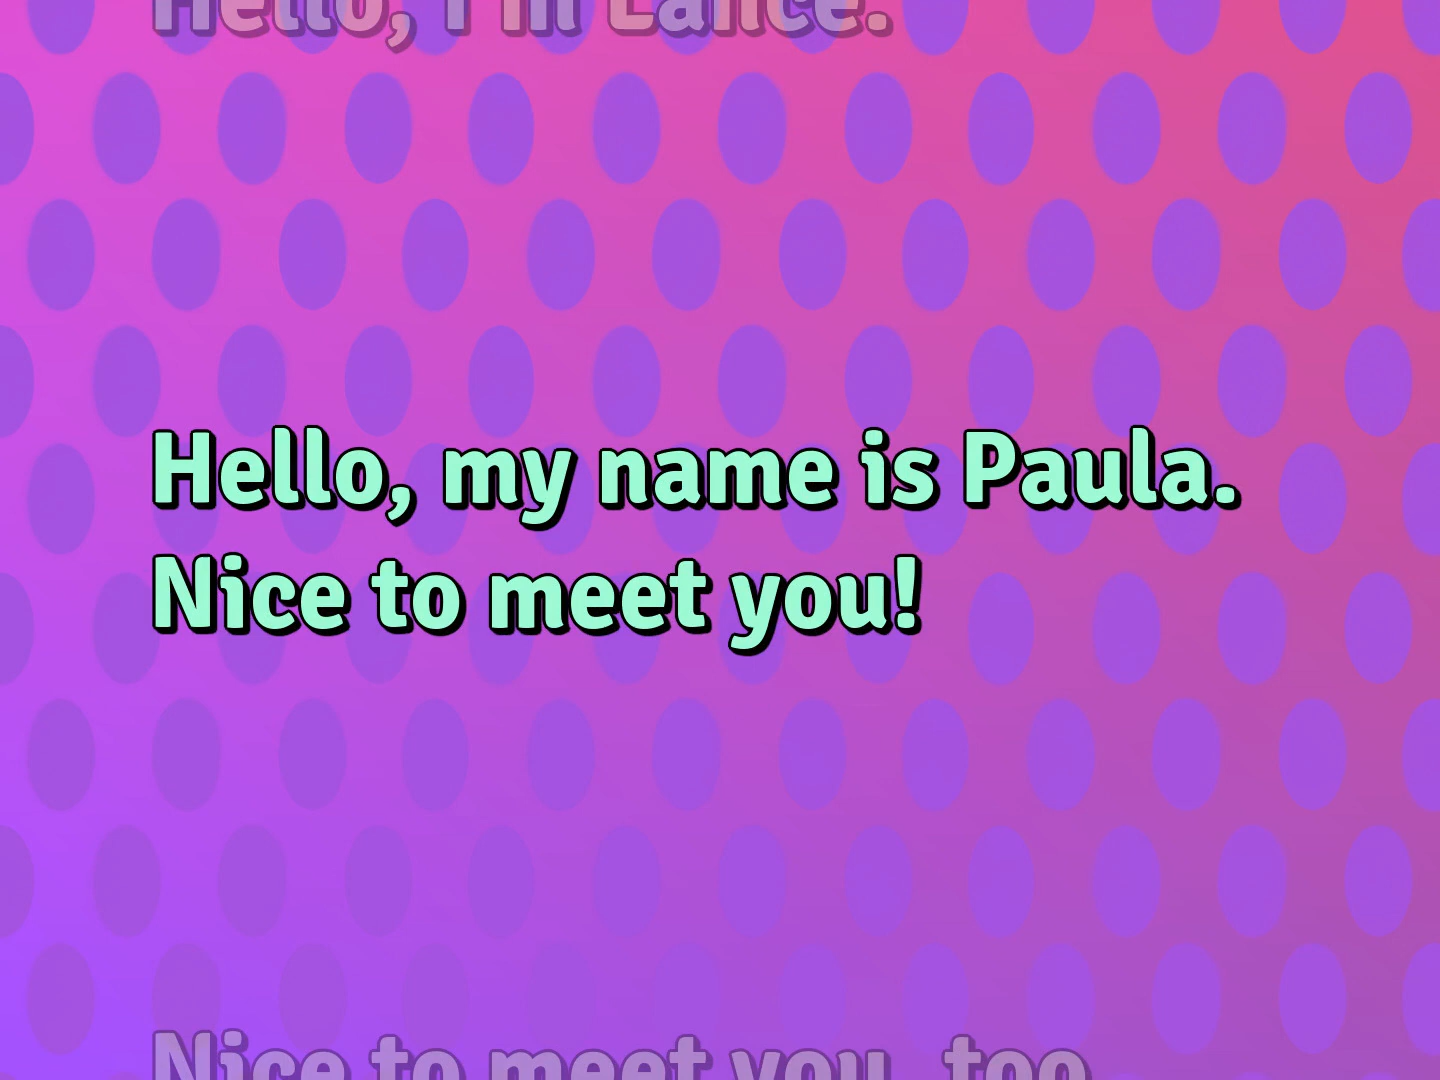 Hello, I'm Lance.
Hello, my name is Paula.
Nice to meet you!
Nice to meet you, too